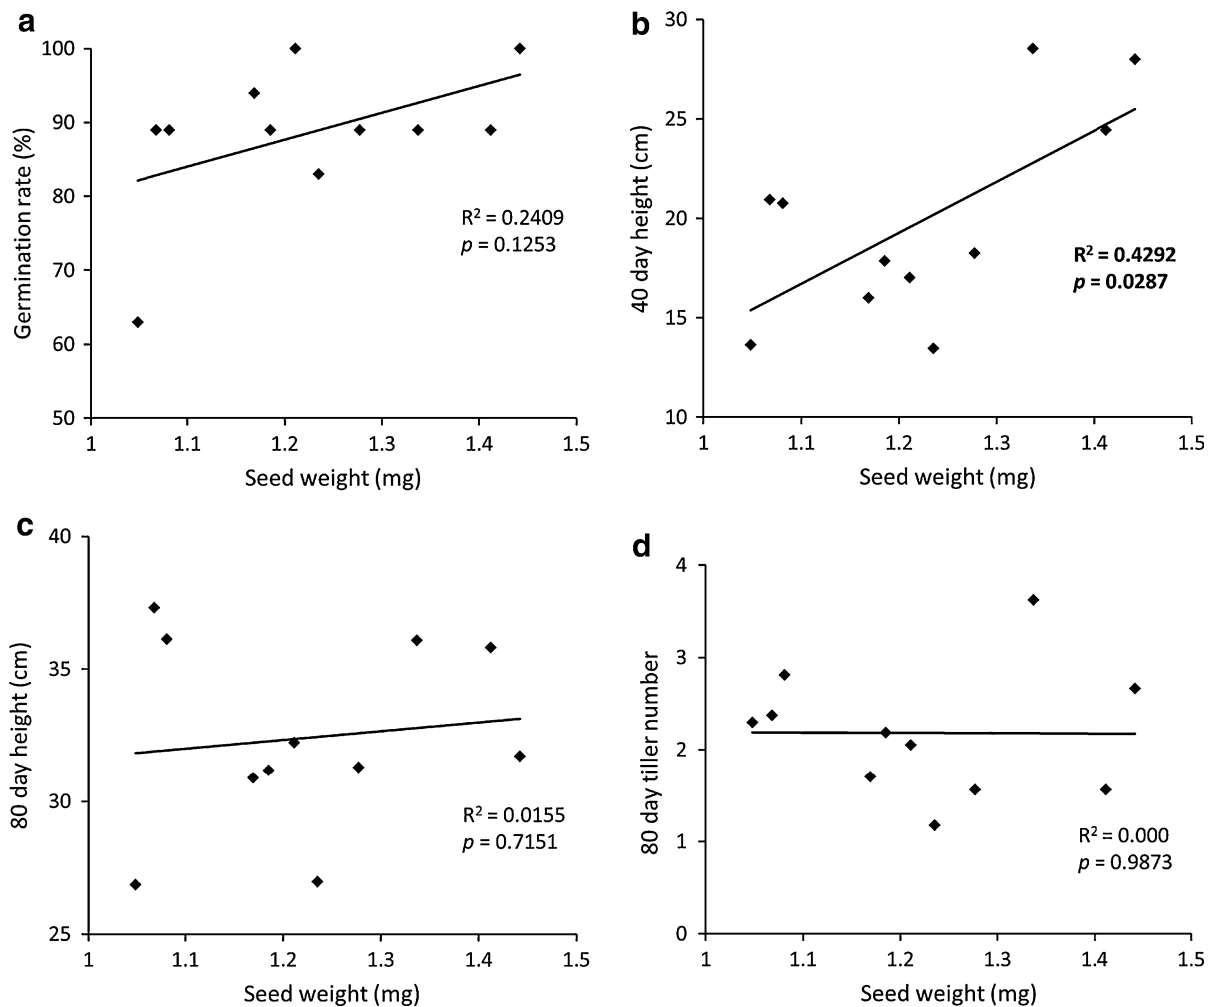 a
100
90
80
70
60
50
Germination rate (%)
R² = 0.2409
p = 0.1253
1 1.1 1.2 1.3 1.4 1.5
Seed weight (mg)
b
30
25
20
15
10
40 day height (cm)
R² = 0.4292
p = 0.0287
1 1.1 1.2 1.3 1.4 1.5
Seed weight (mg)
c
40
35
30
25
80 day height (cm)
R² = 0.0155
p = 0.7151
1 1.1 1.2 1.3 1.4 1.5
Seed weight (mg)
d
4
3
2
1
0
80 day tiller number
R² = 0.000
p = 0.9873
1 1.1 1.2 1.3 1.4 1.5
Seed weight (mg)